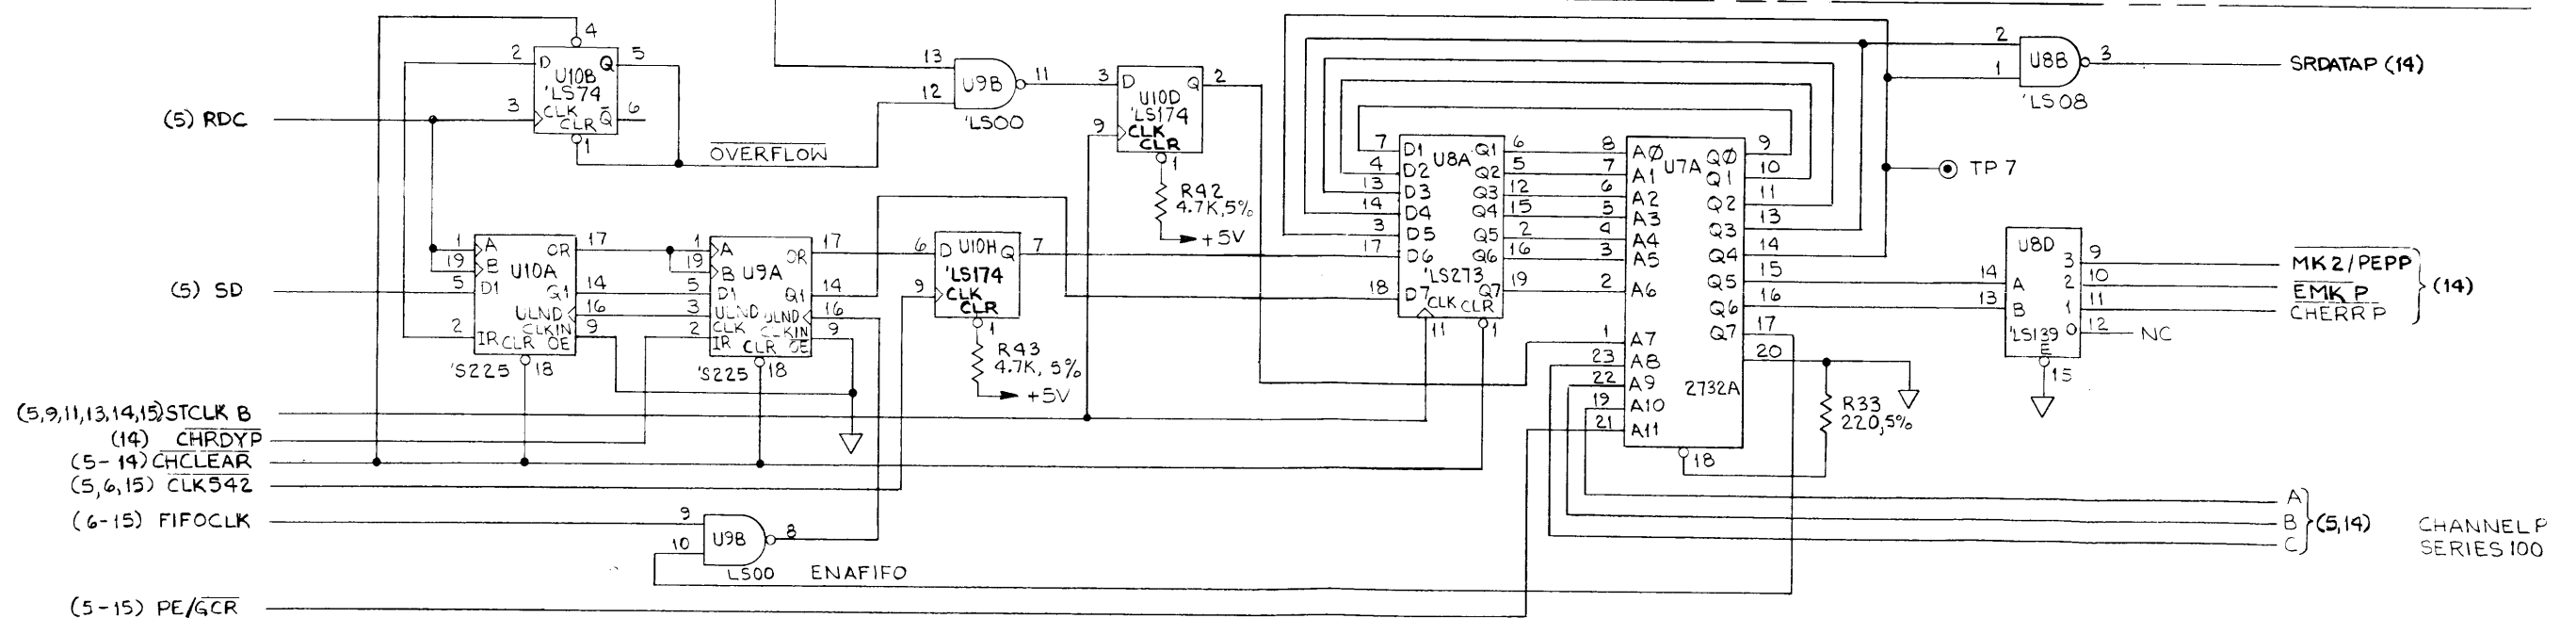 4
2 D Q 5
U10B
'LS74
3 CLK Q̅ 6
CLR
1
(5) RDC
O̅V̅E̅R̅F̅L̅O̅W̅
13
12
U9B
11
'LS00
3 D Q 2
U10D
'LS174
9 CLK
CLR
1
R42
4.7K,5%
+5V
2
1
U8B
3
'LS08
SRDATAP (14)
TP 7
(5) SD
1 A OR 17
19 B
U10A
5 D1 Q1 14
ULND 16
CLKIN 9
2 IR CLR OE
'S225
18
1 A OR 17
19 B
U9A
5 D1 Q1 14
3 ULND ULND 16
CLK CLKIN 9
2 IR CLR O̅E̅
'S225
18
6 D U10H Q 7
'LS174
9 CLK
CLR
1
R43
4.7K, 5%
+5V
7 D1 Q1 6
U8A
4 D2 Q2 5
13 D3 Q3 12
14 D4 Q4 15
3 D5 Q5 2
17 D6 Q6 16
'LS273
18 D7 Q7 19
CLK CLR
11 1
8 AØ QØ 9
U7A
7 A1 Q1 10
6 A2 Q2 11
5 A3 Q3 13
4 A4 Q4 14
3 A5 Q5 15
2 A6 Q6 16
1 A7 Q7 17
23 A8 20
22 A9
2732A
19 A10
21 A11
18
R33
220,5%
U8D
14 A 3 9
2 10
13 B 1 11
'LS139 0 12 NC
E
15
M̅K̅2̅/̅P̅E̅P̅P̅
E̅M̅K̅ P̅
C̅H̅E̅R̅R̅ P̅
(14)
(5,9,11,13,14,15)STCLK B
(14) C̅H̅R̅D̅Y̅P̅
(5-14) C̅H̅C̅L̅E̅A̅R̅
(5,6,15) CLK542
(6-15) FIFOCLK
9
10
U9B
8
LS00 ENAFIFO
(5-15) PE/G̅C̅R̅
A
B
C
(5,14)
CHANNEL P
SERIES 100